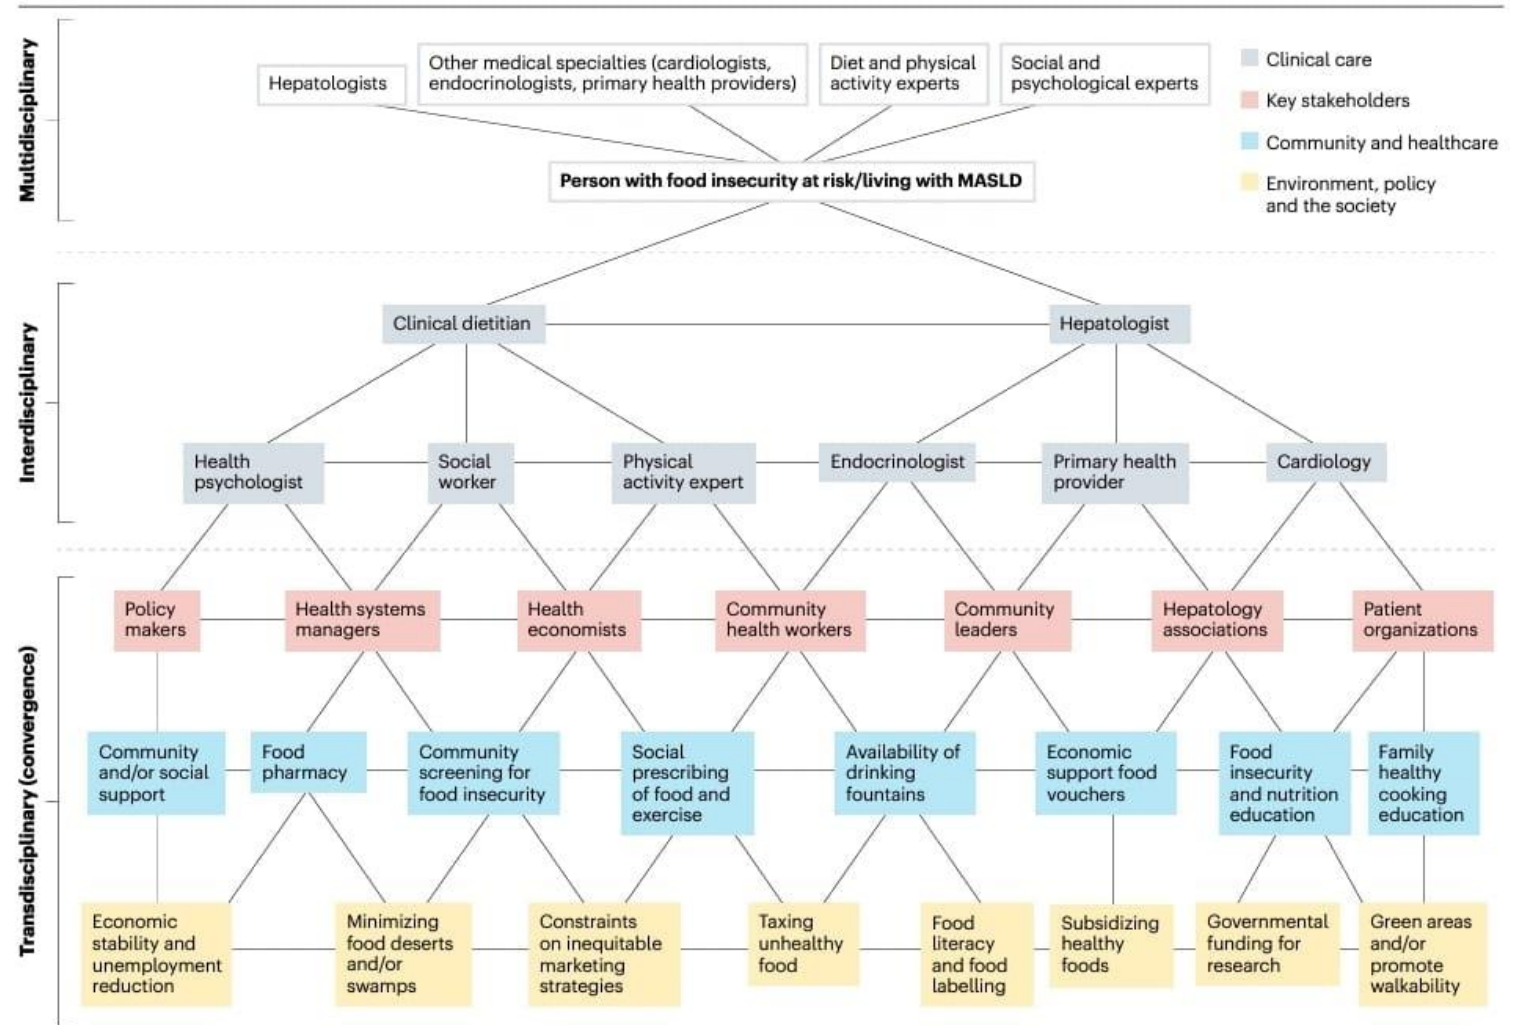 Multidisciplinary
Hepatologists
Other medical specialties (cardiologists,
endocrinologists, primary health providers)
Diet and physical
activity experts
Social and
psychological experts
Clinical care
Key stakeholders
Community and healthcare
Environment, policy
and the society
Person with food insecurity at risk/living with MASLD
Interdisciplinary
Clinical dietitian
Hepatologist
Health
psychologist
Social
worker
Physical
activity expert
Endocrinologist
Primary health
provider
Cardiology
Transdisciplinary (convergence)
Policy
makers
Health systems
managers
Health
economists
Community
health workers
Community
leaders
Hepatology
associations
Patient
organizations
Community
and/or social
support
Food
pharmacy
Community
screening for
food insecurity
Social
prescribing
of food and
exercise
Availability of
drinking
fountains
Economic
support food
vouchers
Food
insecurity
and nutrition
education
Family
healthy
cooking
education
Economic
stability and
unemployment
reduction
Minimizing
food deserts
and/or
swamps
Constraints
on inequitable
marketing
strategies
Taxing
unhealthy
food
Food
literacy
and food
labelling
Subsidizing
healthy
foods
Governmental
funding for
research
Green areas
and/or
promote
walkability